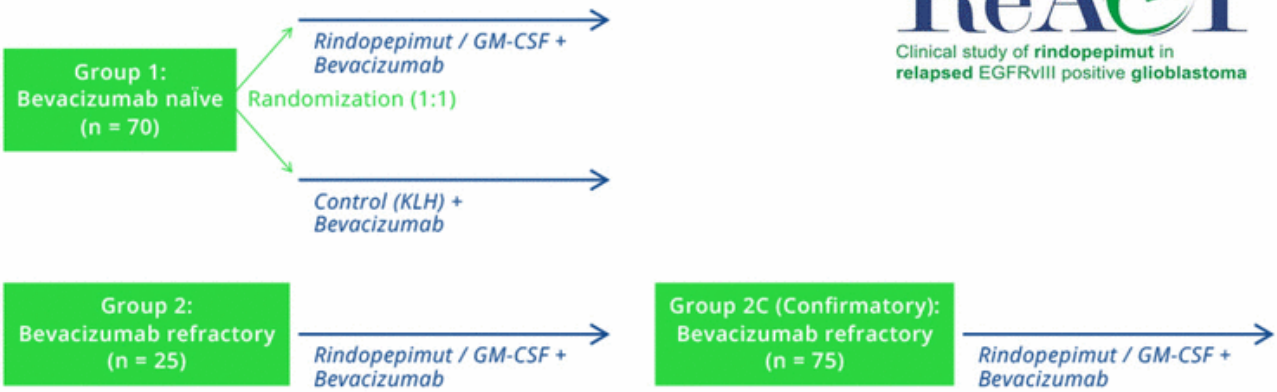 ReACT
Clinical study of rindopepimut in
relapsed EGFRvIII positive glioblastoma
Group 1:
Bevacizumab naÏve
(n = 70)
Randomization (1:1)
Rindopepimut / GM-CSF +
Bevacizumab
Control (KLH) +
Bevacizumab
Group 2:
Bevacizumab refractory
(n = 25)
Rindopepimut / GM-CSF +
Bevacizumab
Group 2C (Confirmatory):
Bevacizumab refractory
(n = 75)
Rindopepimut / GM-CSF +
Bevacizumab